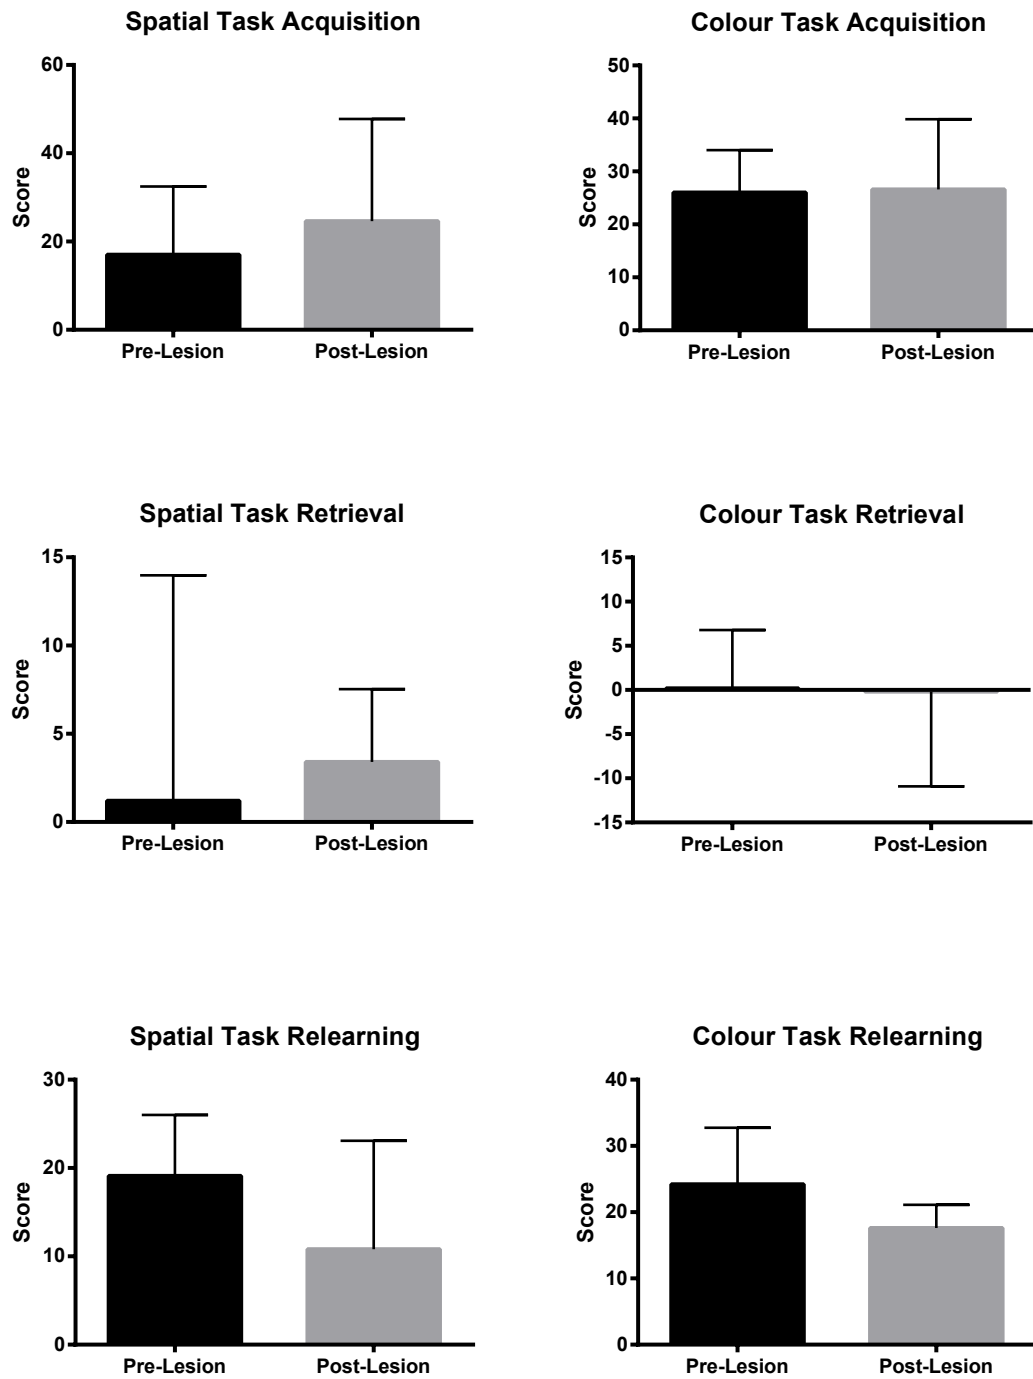 Spatial Task Acquisition
60
40
20
0
Score
Pre-Lesion Post-Lesion
Colour Task Acquisition
50
40
30
20
10
0
Score
Pre-Lesion Post-Lesion
Spatial Task Retrieval
15
10
5
0
Score
Pre-Lesion Post-Lesion
Colour Task Retrieval
15
10
5
0
-5
-10
-15
Score
Pre-Lesion Post-Lesion
Spatial Task Relearning
30
20
10
0
Score
Pre-Lesion Post-Lesion
Colour Task Relearning
40
30
20
10
0
Score
Pre-Lesion Post-Lesion